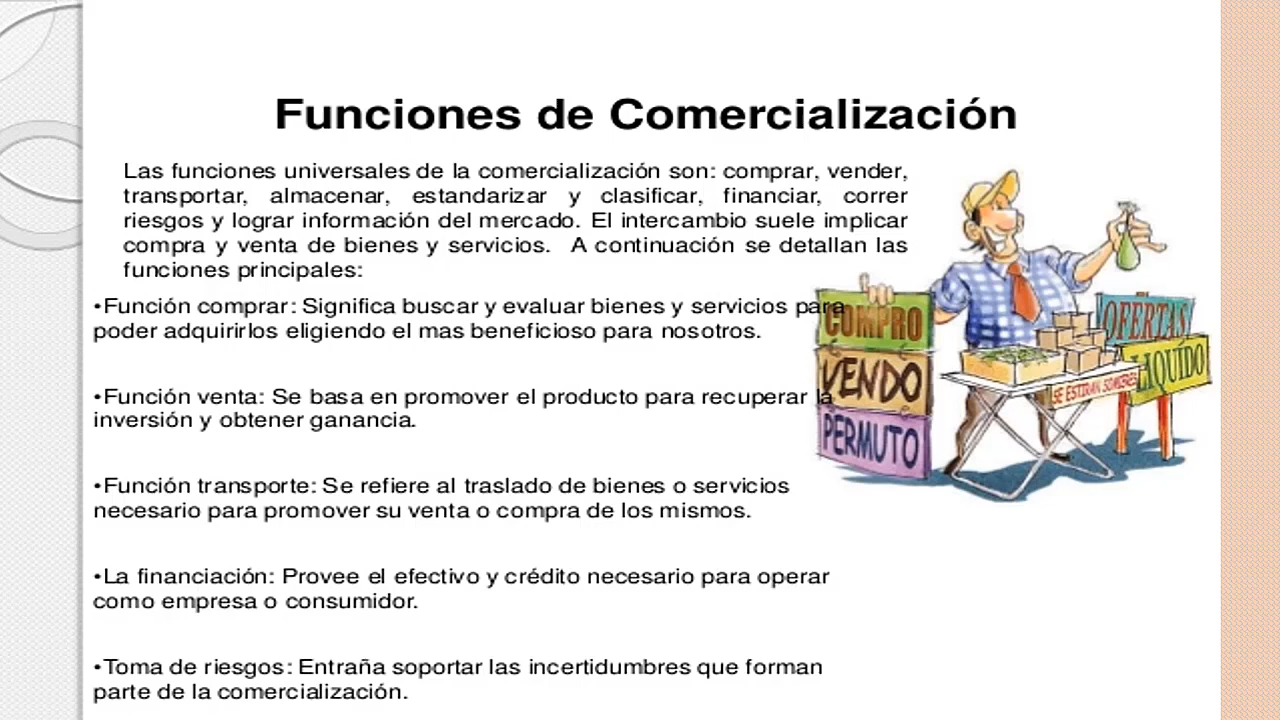 Funciones de Comercialización
Las funciones universales de la comercialización son: comprar, vender,
transportar, almacenar, estandarizar y clasificar, financiar, correr
riesgos y lograr información del mercado. El intercambio suele implicar
compra y venta de bienes y servicios. A continuación se detallan las
funciones principales:
•Función comprar: Significa buscar y evaluar bienes y servicios para
poder adquirirlos eligiendo el mas beneficioso para nosotros.
•Función venta: Se basa en promover el producto para recuperar la
inversión y obtener ganancia.
•Función transporte: Se refiere al traslado de bienes o servicios
necesario para promover su venta o compra de los mismos.
•La financiación: Provee el efectivo y crédito necesario para operar
como empresa o consumidor.
•Toma de riesgos: Entraña soportar las incertidumbres que forman
parte de la comercialización.
COMPRO
VENDO
PERMUTO
OFERTAS
LIQUÍDO
SE ESTIRAN